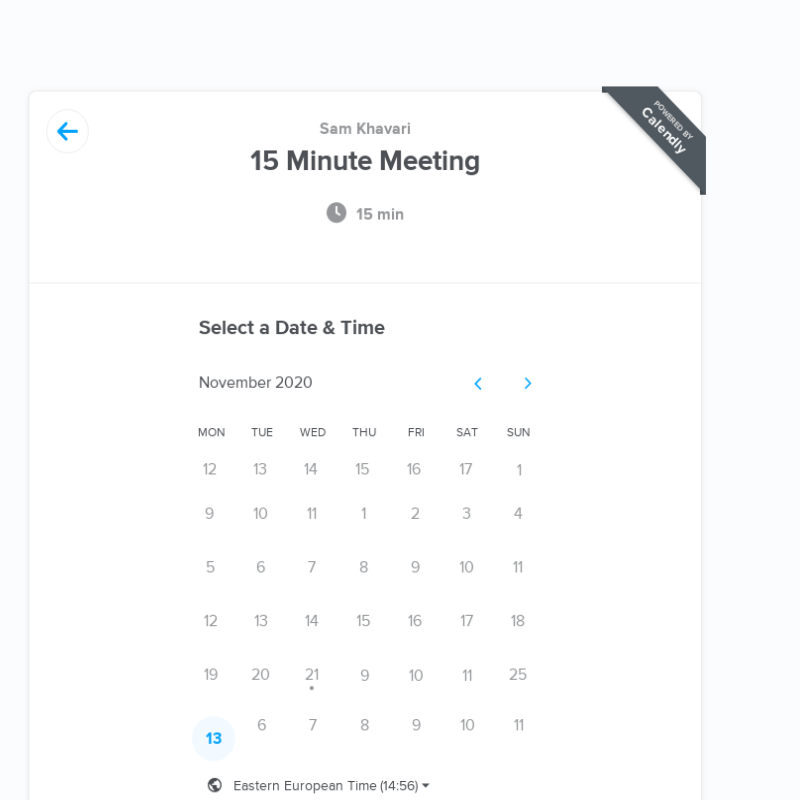 POWERED BY
Calendly
Sam Khavari
15 Minute Meeting
15 min
Select a Date & Time
November 2020
MON TUE WED THU FRI SAT SUN
12 13 14 15 16 17 1
9 10 11 1 2 3 4
5 6 7 8 9 10 11
12 13 14 15 16 17 18
19 20 21 9 10 11 25
13 6 7 8 9 10 11
Eastern European Time (14:56)